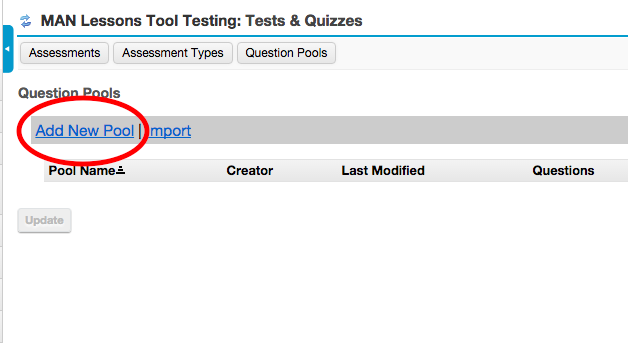 MAN Lessons Tool Testing: Tests & Quizzes
Assessments Assessment Types Question Pools
Question Pools
Add New Pool | Import
Pool Name Creator Last Modified Questions
Update